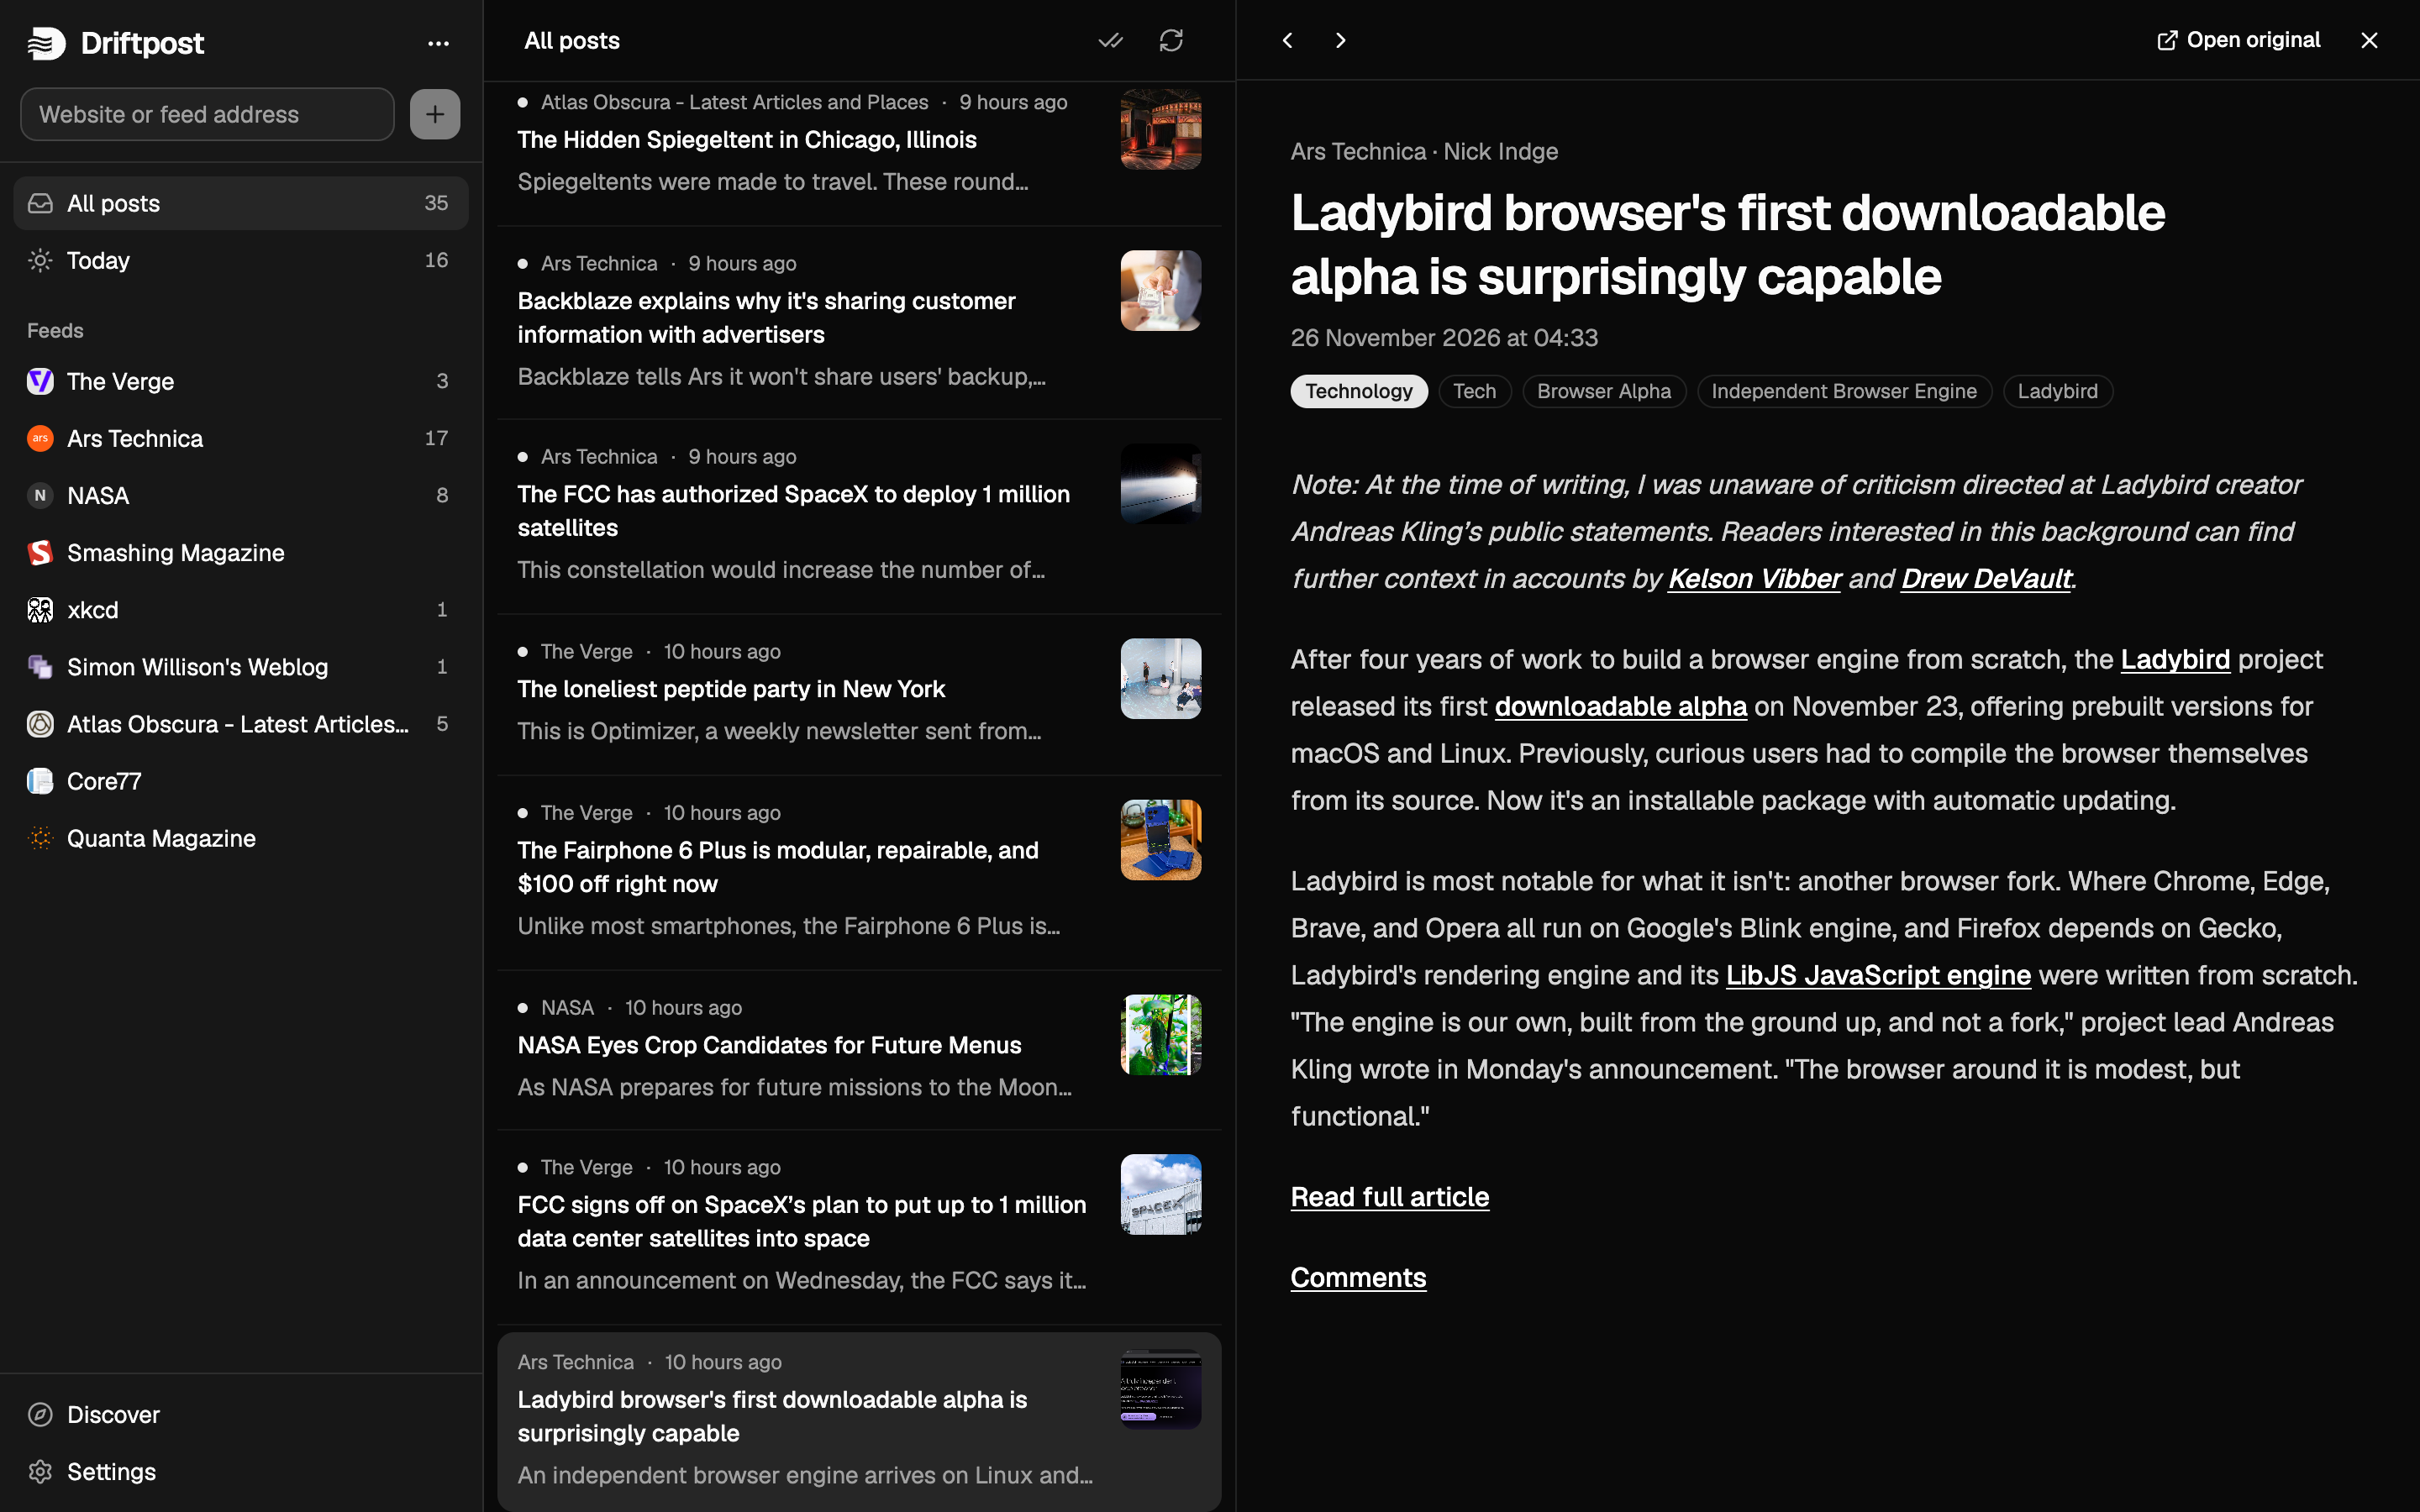 Driftpost
Website or feed address
All posts 35
Today 16
Feeds
The Verge 3
ars
Ars Technica 17
N
NASA 8
Smashing Magazine
xkcd 1
Simon Willison's Weblog 1
Atlas Obscura - Latest Articles... 5
Core77
Quanta Magazine
Discover
Settings
All posts
Atlas Obscura - Latest Articles and Places · 9 hours ago
The Hidden Spiegeltent in Chicago, Illinois
Spiegeltents were made to travel. These round...
Ars Technica · 9 hours ago
Backblaze explains why it's sharing customer
information with advertisers
Backblaze tells Ars it won't share users' backup,...
Ars Technica · 9 hours ago
The FCC has authorized SpaceX to deploy 1 million
satellites
This constellation would increase the number of...
The Verge · 10 hours ago
The loneliest peptide party in New York
This is Optimizer, a weekly newsletter sent from...
The Verge · 10 hours ago
The Fairphone 6 Plus is modular, repairable, and
$100 off right now
Unlike most smartphones, the Fairphone 6 Plus is...
NASA · 10 hours ago
NASA Eyes Crop Candidates for Future Menus
As NASA prepares for future missions to the Moon...
The Verge · 10 hours ago
FCC signs off on SpaceX’s plan to put up to 1 million
data center satellites into space
In an announcement on Wednesday, the FCC says it...
SPACEX
Ars Technica · 10 hours ago
Ladybird browser's first downloadable alpha is
surprisingly capable
An independent browser engine arrives on Linux and...
Open original
Ars Technica · Nick Indge
Ladybird browser's first downloadable
alpha is surprisingly capable
26 November 2026 at 04:33
Technology Tech Browser Alpha Independent Browser Engine Ladybird
Note: At the time of writing, I was unaware of criticism directed at Ladybird creator
Andreas Kling’s public statements. Readers interested in this background can find
further context in accounts by Kelson Vibber and Drew DeVault.
After four years of work to build a browser engine from scratch, the Ladybird project
released its first downloadable alpha on November 23, offering prebuilt versions for
macOS and Linux. Previously, curious users had to compile the browser themselves
from its source. Now it's an installable package with automatic updating.
Ladybird is most notable for what it isn't: another browser fork. Where Chrome, Edge,
Brave, and Opera all run on Google's Blink engine, and Firefox depends on Gecko,
Ladybird's rendering engine and its LibJS JavaScript engine were written from scratch.
"The engine is our own, built from the ground up, and not a fork," project lead Andreas
Kling wrote in Monday's announcement. "The browser around it is modest, but
functional."
Read full article
Comments